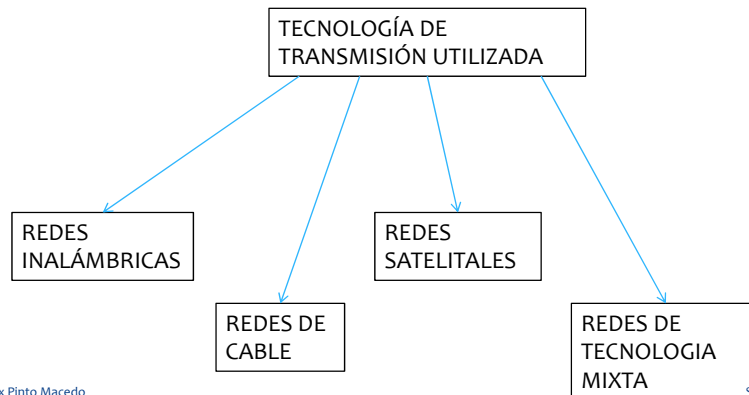 TECNOLOGÍA DE
TRANSMISIÓN UTILIZADA
REDES
INALÁMBRICAS
REDES
SATELITALES
REDES DE
CABLE
REDES DE
TECNOLOGIA
MIXTA
Pinto Macedo